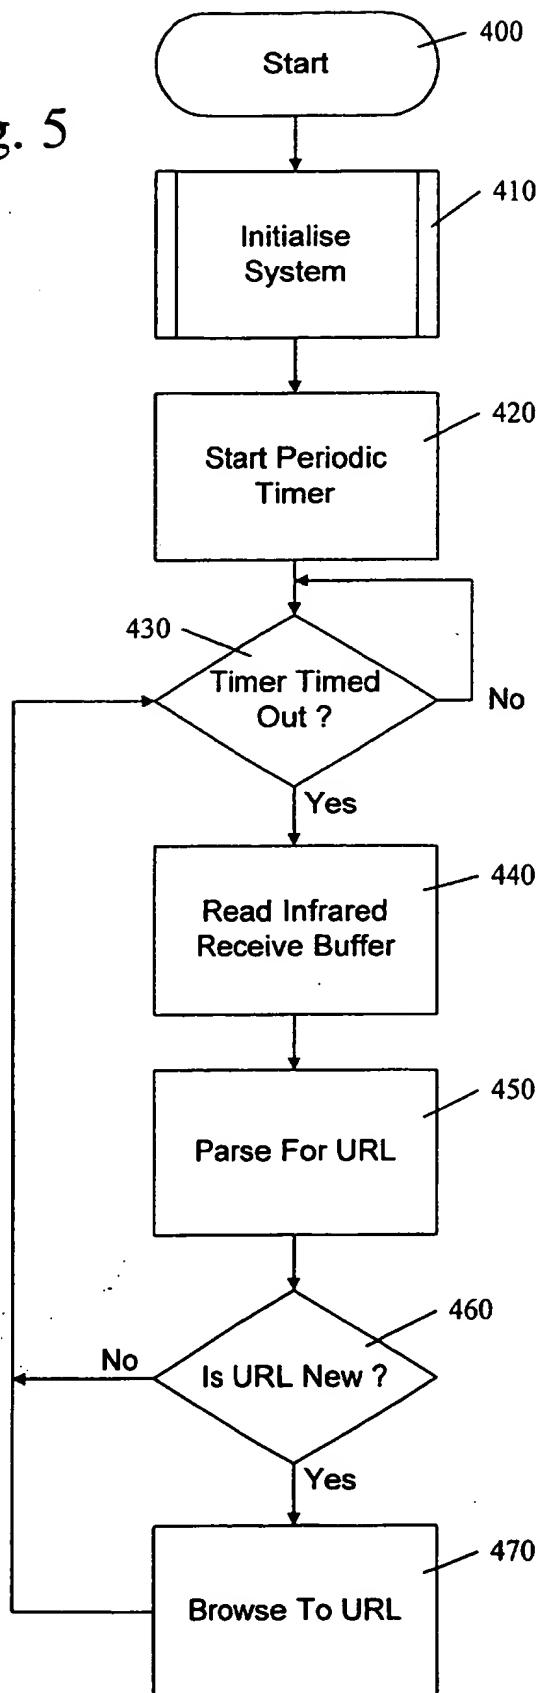 400
Start
g. 5
410
Initialise
System
420
Start Periodic
Timer
430
Timer Timed
Out ?
No
Yes
440
Read Infrared
Receive Buffer
450
Parse For URL
460
No
Is URL New ?
Yes
470
Browse To URL